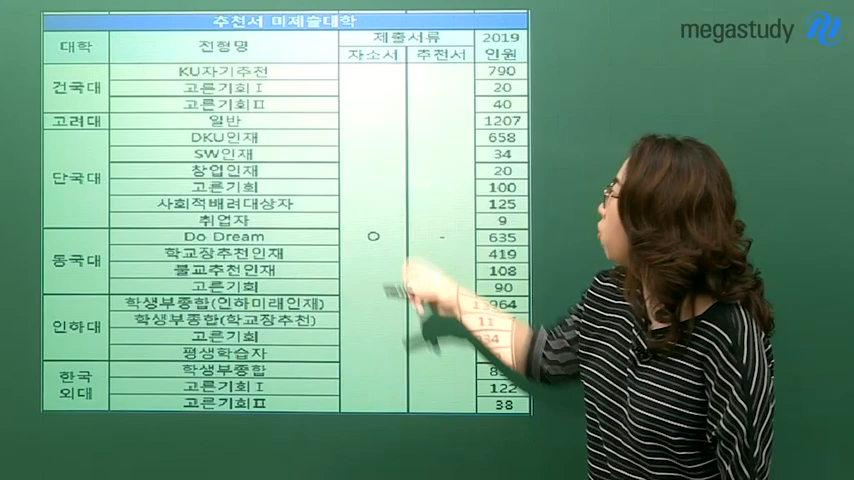 megastudy
추천서 미제출대학
대학 전형명 제출서류 2019 인원
자소서 추천서
건국대 KU자기추천 790
고른기회 I 20
고른기회 II 40
고려대 일반 1207
단국대 DKU인재 658
SW인재 34
창업인재 20
고른기회 100
사회적배려대상자 125
취업자 9
동국대 Do Dream O - 635
학교장추천인재 419
불교추천인재 108
고른기회 90
인하대 학생부종합(인하미래인재) 964
학생부종합(학교장추천)
고른기회
평생학습자
한국외대 학생부종합
고른기회 I 122
고른기회 II 38